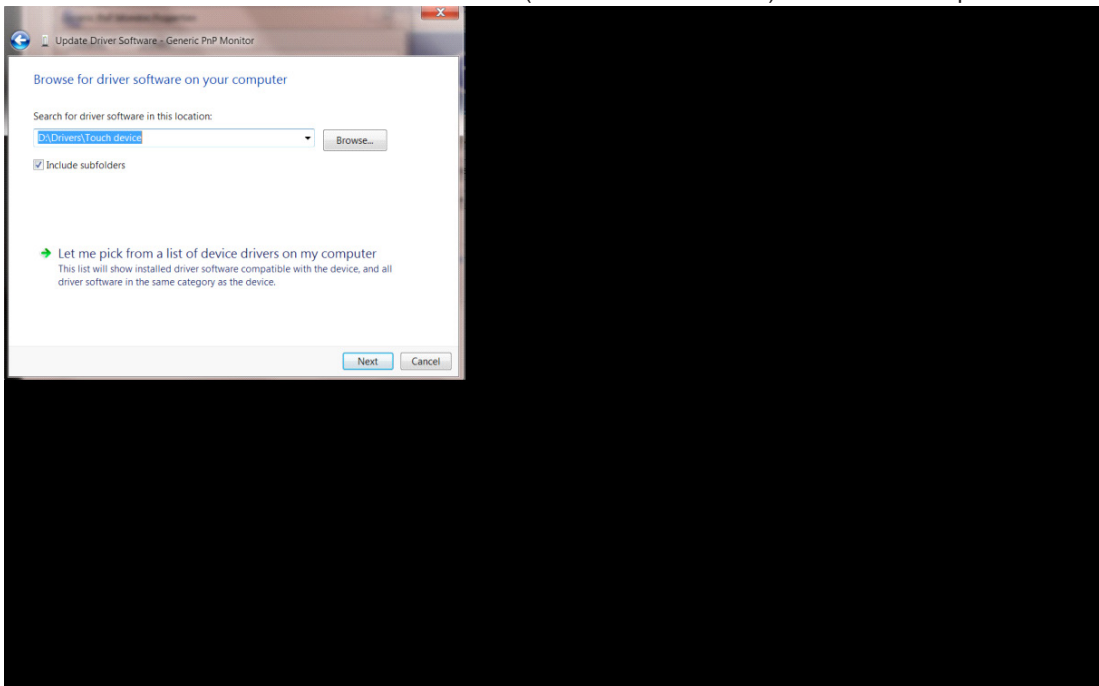 X
Update Driver Software - Generic PnP Monitor
Browse for driver software on your computer
Search for driver software in this location:
D:\Drivers\Touch device
Browse...
Include subfolders
Let me pick from a list of device drivers on my computer
This list will show installed driver software compatible with the device, and all
driver software in the same category as the device.
Next Cancel